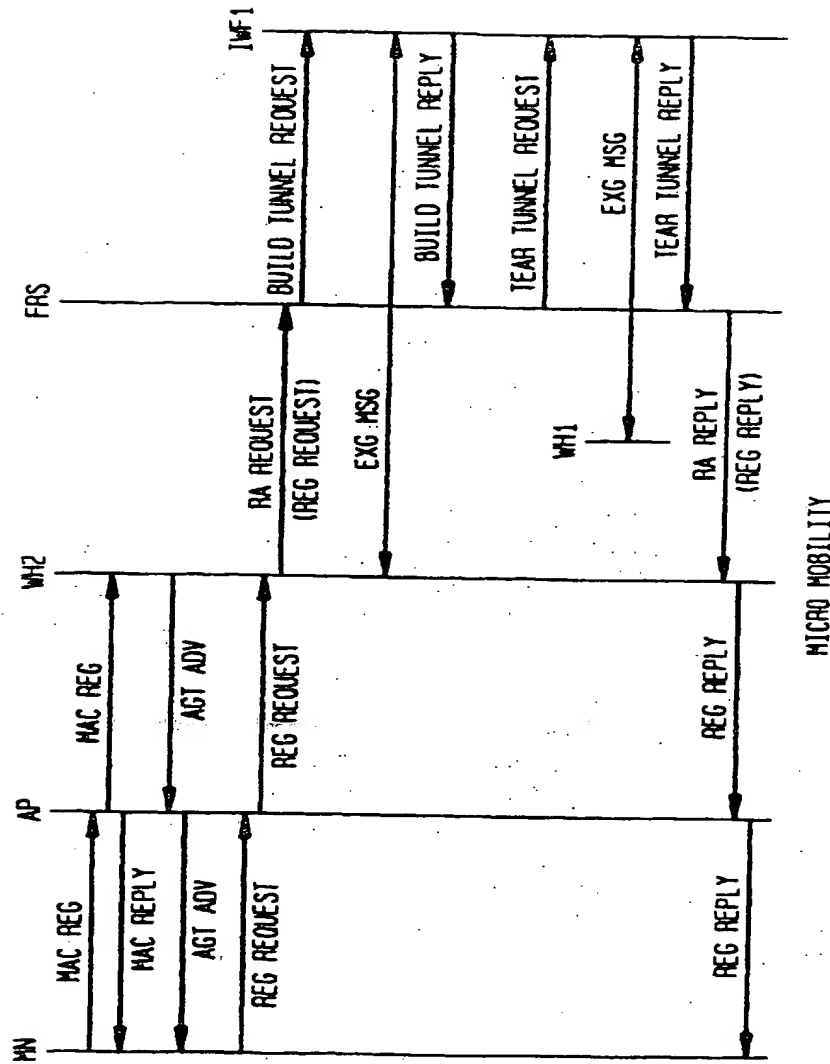 MN
AP
WH2
FRS
IWF1
MAC REG
MAC REPLY
AGT ADV
REG REQUEST
MAC REG
AGT ADV
REG REQUEST
RA REQUEST
(REG REQUEST)
BUILD TUNNEL REQUEST
EXG MSG
BUILD TUNNEL REPLY
TEAR TUNNEL REQUEST
WH1
EXG MSG
TEAR TUNNEL REPLY
RA REPLY
(REG REPLY)
REG REPLY
REG REPLY
MICRO MOBILITY